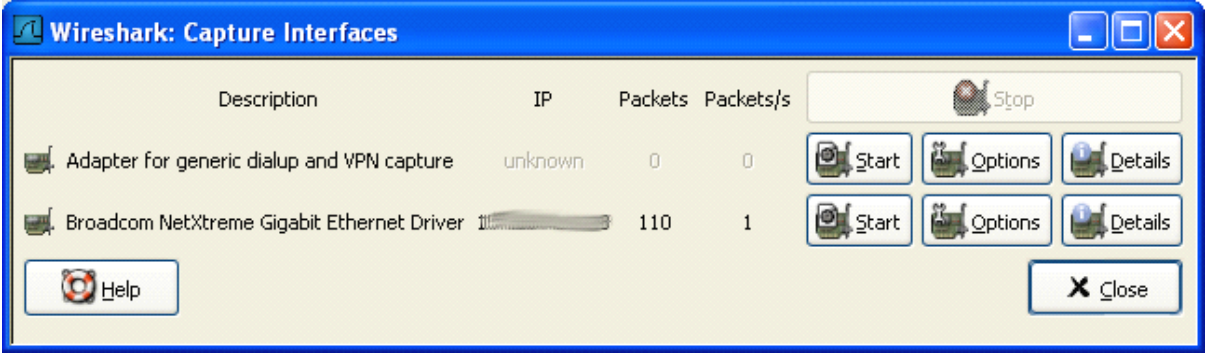 Wireshark: Capture Interfaces
Description IP Packets Packets/s Stop
Adapter for generic dialup and VPN capture unknown 0 0 Start Options Details
Broadcom NetXtreme Gigabit Ethernet Driver 110 1 Start Options Details
Help Close